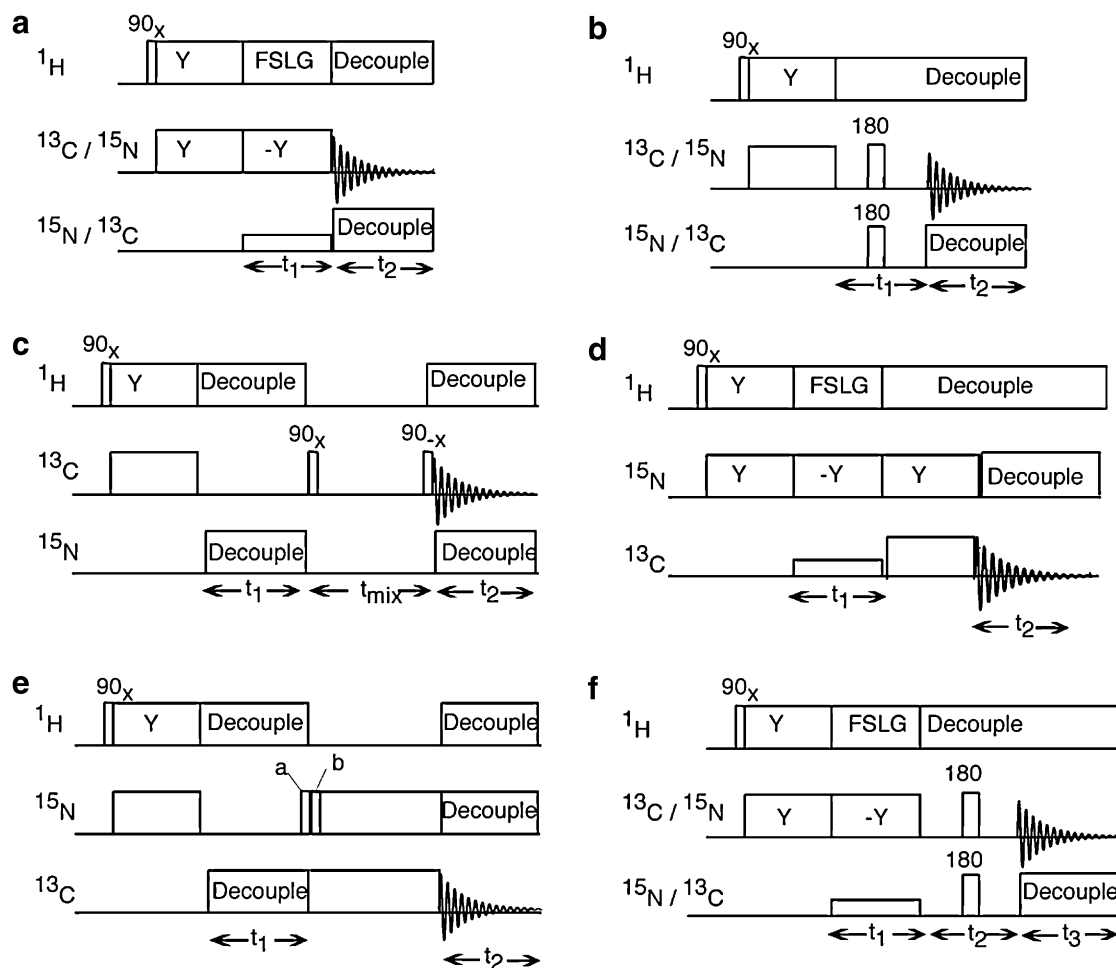 a
90x
¹H
Y
FSLG
Decouple
¹³C / ¹⁵N
Y
-Y
¹⁵N / ¹³C
Decouple
t₁
t₂
b
90x
¹H
Y
Decouple
¹³C / ¹⁵N
180
¹⁵N / ¹³C
180
Decouple
t₁
t₂
c
90x
¹H
Y
Decouple
Decouple
¹³C
90x
90-x
¹⁵N
Decouple
Decouple
t₁
tmix
t₂
d
90x
¹H
Y
FSLG
Decouple
¹⁵N
Y
-Y
Y
Decouple
¹³C
t₁
t₂
e
90x
¹H
Y
Decouple
Decouple
a
b
¹⁵N
Decouple
¹³C
Decouple
t₁
t₂
f
90x
¹H
Y
FSLG
Decouple
¹³C / ¹⁵N
Y
-Y
180
¹⁵N / ¹³C
180
Decouple
t₁
t₂
t₃